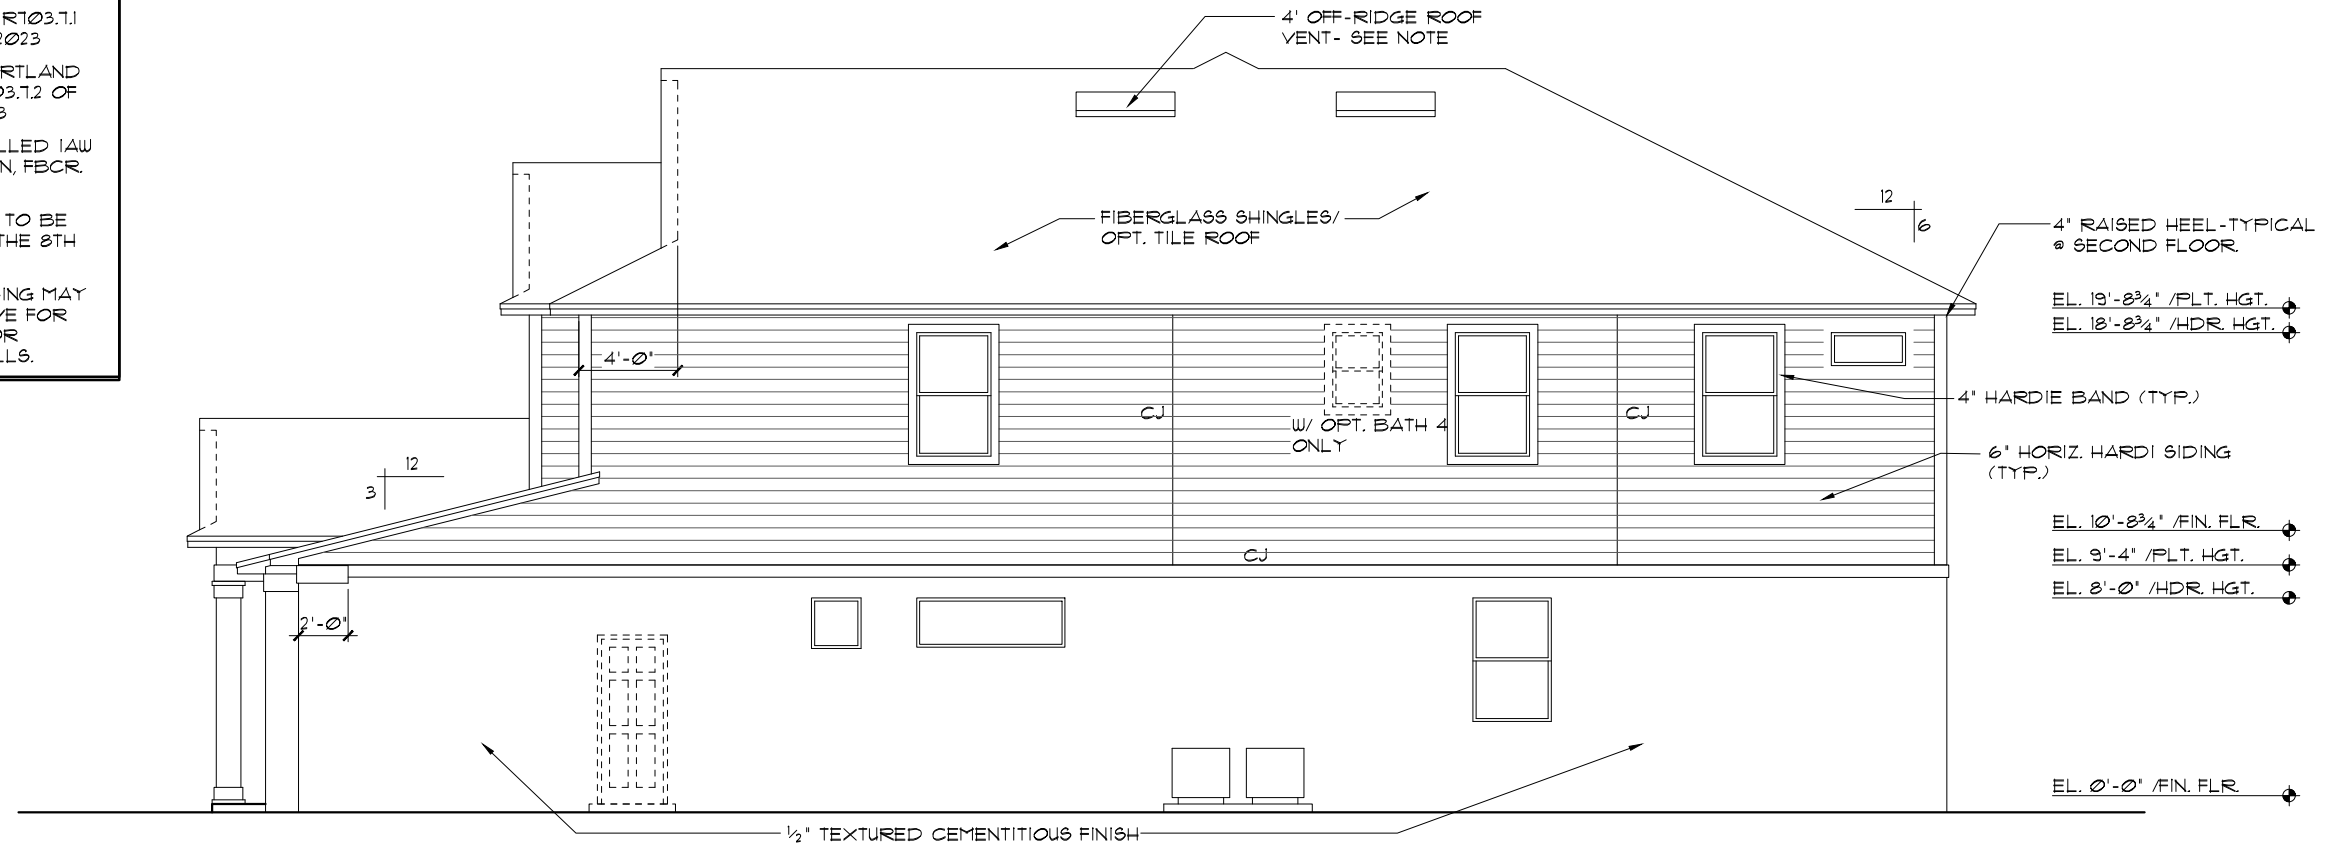 R703.7.1
2023
RTLAND
03.7.2 OF
3
LLED IAW
N, FBCR.
TO BE
THE 8TH
ING MAY
VE FOR
OR
LLS.
4' OFF-RIDGE ROOF
VENT- SEE NOTE
FIBERGLASS SHINGLES/
OPT. TILE ROOF
12
6
4" RAISED HEEL-TYPICAL
@ SECOND FLOOR.
EL. 19'-8¾" /PLT. HGT.
EL. 18'-8¾" /HDR. HGT.
4'-0"
CJ
W/ OPT. BATH 4
ONLY
CJ
4" HARDIE BAND (TYP.)
12
3
6" HORIZ. HARDI SIDING
(TYP.)
EL. 10'-8¾" /FIN. FLR.
CJ
EL. 9'-4" /PLT. HGT.
EL. 8'-0" /HDR. HGT.
2'-0"
EL. 0'-0" /FIN. FLR.
½" TEXTURED CEMENTITIOUS FINISH